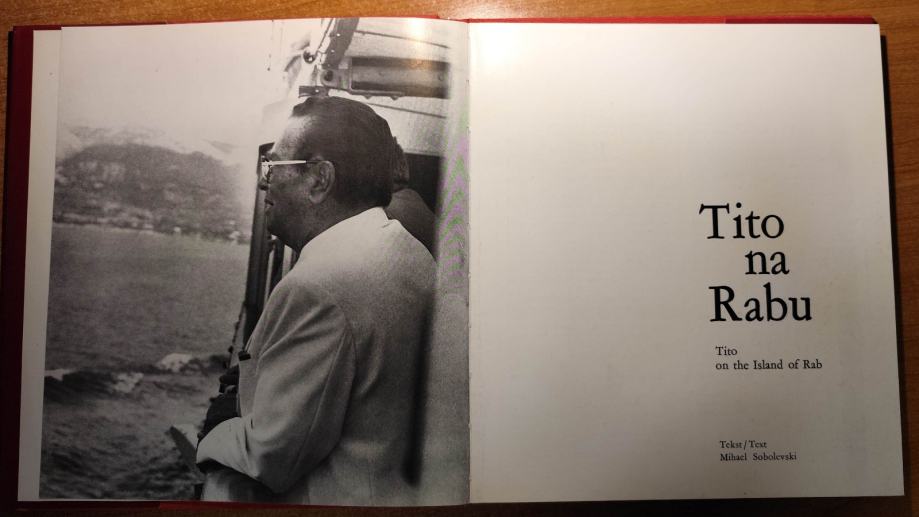 Tito
na
Rabu
Tito
on the Island of Rab
Tekst/Text
Mihael Sobolevski